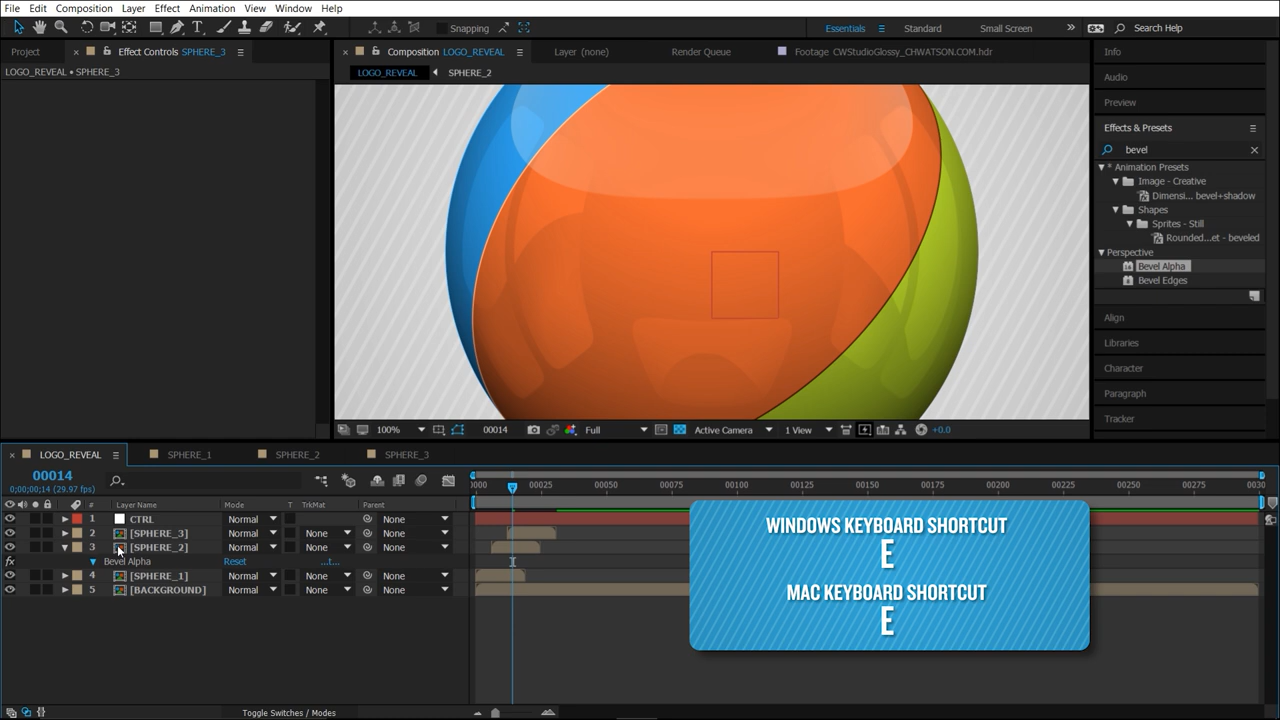 File Edit Composition Layer Effect Animation View Window Help
Snapping
Essentials
Standard
Small Screen
Search Help
Project
Effect Controls SPHERE_3
LOGO_REVEAL • SPHERE_3
Composition LOGO_REVEAL
Layer (none)
Render Queue
Footage CWStudioGlossy_CHWATSON.COM.hdr
LOGO_REVEAL
SPHERE_2
Info
Audio
Preview
Effects & Presets
bevel
* Animation Presets
Image - Creative
Dimensi... bevel+shadow
Shapes
Sprites - Still
Rounded...et - beveled
Perspective
Bevel Alpha
Bevel Edges
Align
Libraries
Character
Paragraph
Tracker
100%
00014
Full
Active Camera
1 View
+0.0
LOGO_REVEAL
SPHERE_1
SPHERE_2
SPHERE_3
00014
0;00;00;14 (29.97 fps)
# Layer Name Mode T TrkMat Parent
0000 00025 00050 00075 00100 00125 00150 00175 00200 00225 00250 00275 0030
1 CTRL Normal None
2 [SPHERE_3] Normal None None
3 [SPHERE_2] Normal None None
fx Bevel Alpha Reset ...t...
4 [SPHERE_1] Normal None None
5 [BACKGROUND] Normal None None
WINDOWS KEYBOARD SHORTCUT
E
MAC KEYBOARD SHORTCUT
E
Toggle Switches / Modes